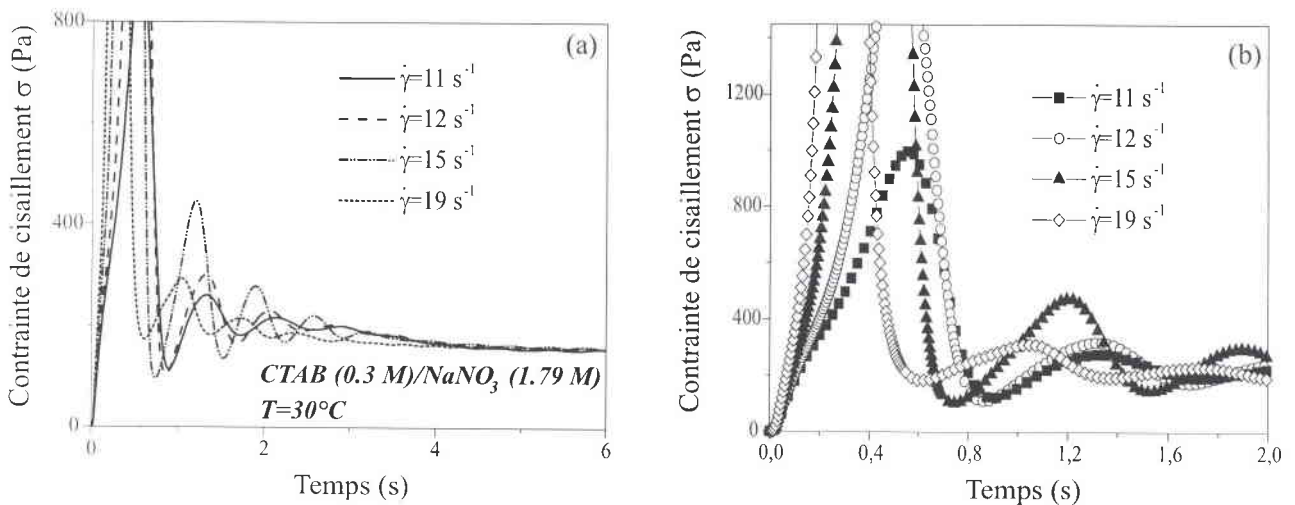 800
400
0
Contrainte de cisaillement σ (Pa)
(a)
γ̇=11 s⁻¹
γ̇=12 s⁻¹
γ̇=15 s⁻¹
γ̇=19 s⁻¹
CTAB (0.3 M)/NaNO₃ (1.79 M)
T=30°C
0 2 4 6
Temps (s)
1200
800
400
0
Contrainte de cisaillement σ (Pa)
(b)
γ̇=11 s⁻¹
γ̇=12 s⁻¹
γ̇=15 s⁻¹
γ̇=19 s⁻¹
0,0 0,4 0,8 1,2 1,6 2,0
Temps (s)